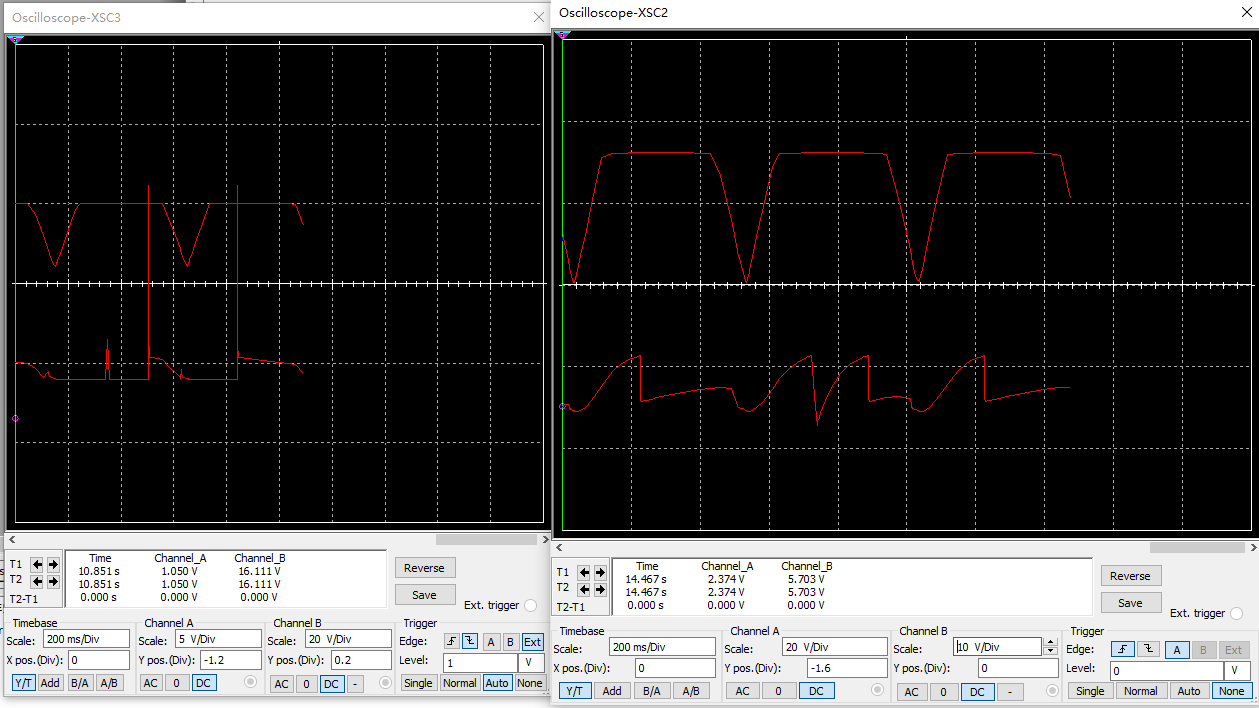 Oscilloscope-XSC3
T1
T2
T2-T1
Time Channel_A Channel_B
10.851 s 1.050 V 16.111 V
10.851 s 1.050 V 16.111 V
0.000 s 0.000 V 0.000 V
Reverse
Save
Ext. trigger
Timebase
Scale: 200 ms/Div
X pos.(Div): 0
Y/T Add B/A A/B
Channel A
Scale: 5 V/Div
Y pos.(Div): -1.2
AC 0 DC
Channel B
Scale: 20 V/Div
Y pos.(Div): 0.2
AC 0 DC -
Trigger
Edge: A B Ext
Level: 1 V
Single Normal Auto None
Oscilloscope-XSC2
T1
T2
T2-T1
Time Channel_A Channel_B
14.467 s 2.374 V 5.703 V
14.467 s 2.374 V 5.703 V
0.000 s 0.000 V 0.000 V
Reverse
Save
Ext. trigger
Timebase
Scale: 200 ms/Div
X pos.(Div): 0
Y/T Add B/A A/B
Channel A
Scale: 20 V/Div
Y pos.(Div): -1.6
AC 0 DC
Channel B
Scale: 10 V/Div
Y pos.(Div): 0
AC 0 DC -
Trigger
Edge: A B Ext
Level: 0 V
Single Normal Auto None